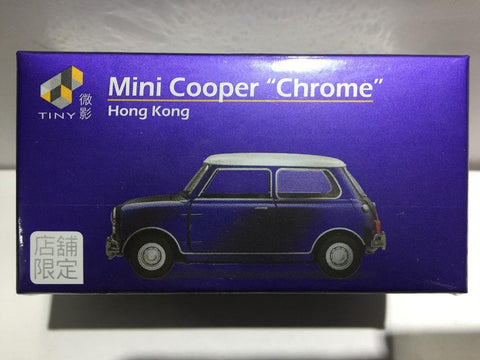 Mini Cooper “Chrome”
Hong Kong
TINY 微影
店舖
限定